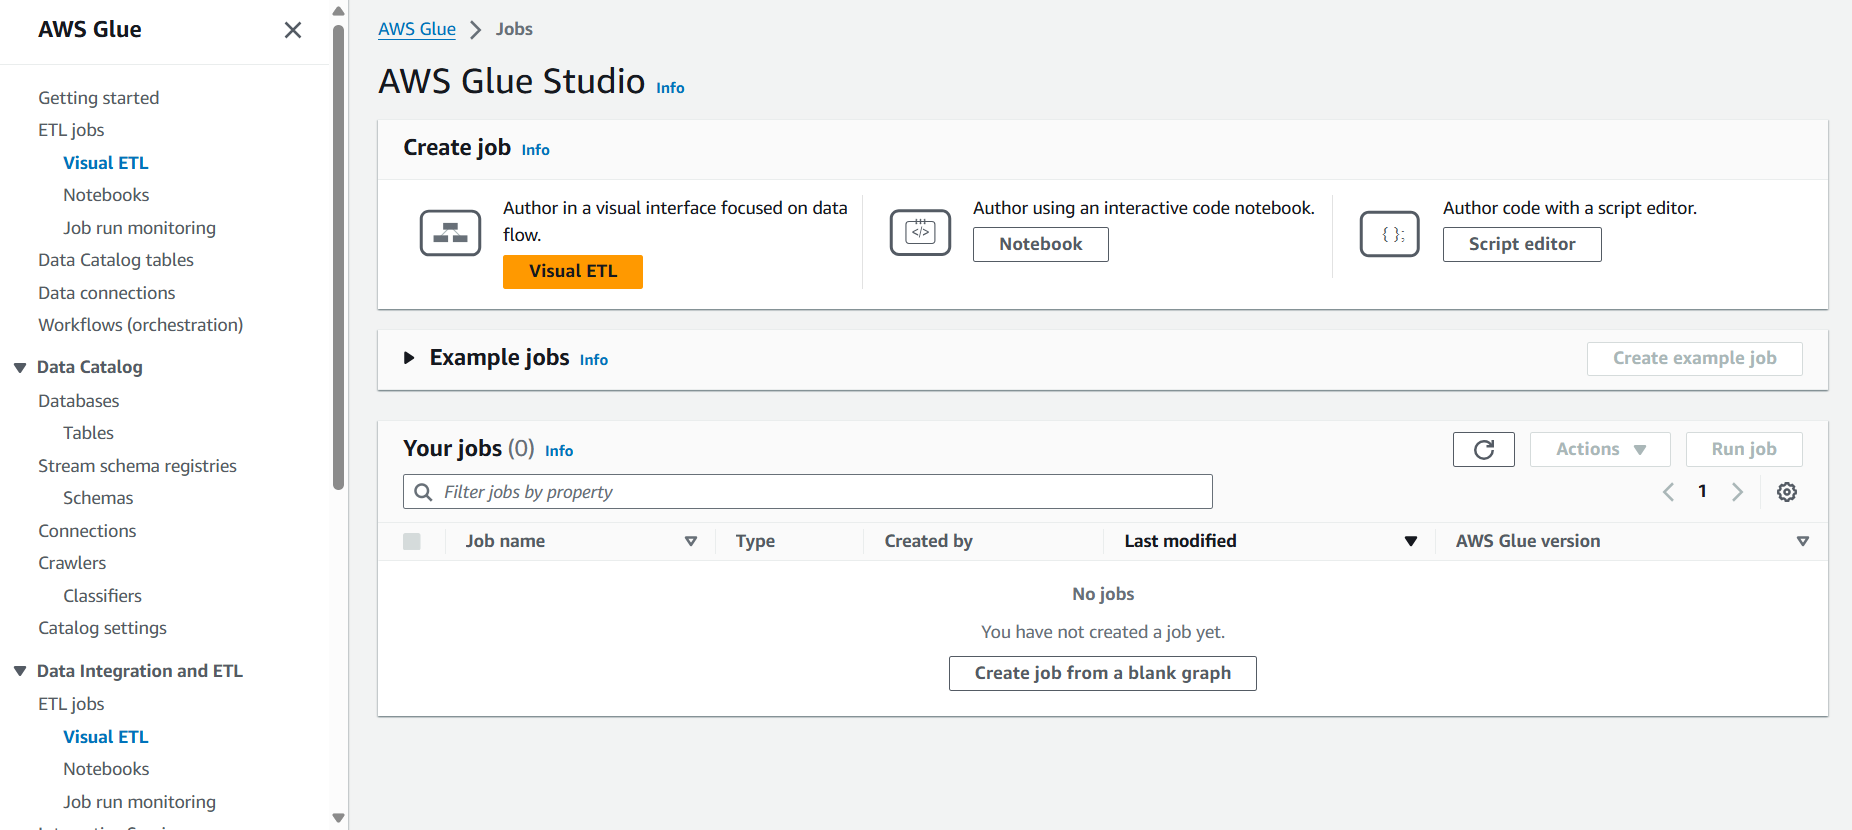 AWS Glue
Getting started
ETL jobs
Visual ETL
Notebooks
Job run monitoring
Data Catalog tables
Data connections
Workflows (orchestration)
Data Catalog
Databases
Tables
Stream schema registries
Schemas
Connections
Crawlers
Classifiers
Catalog settings
Data Integration and ETL
ETL jobs
Visual ETL
Notebooks
Job run monitoring
AWS Glue > Jobs
AWS Glue Studio Info
Create job Info
Author in a visual interface focused on data
flow.
Visual ETL
</>
Author using an interactive code notebook.
Notebook
{ };
Author code with a script editor.
Script editor
Example jobs Info
Create example job
Your jobs (0) Info
Actions
Run job
Filter jobs by property
1
Job name Type Created by Last modified AWS Glue version
No jobs
You have not created a job yet.
Create job from a blank graph